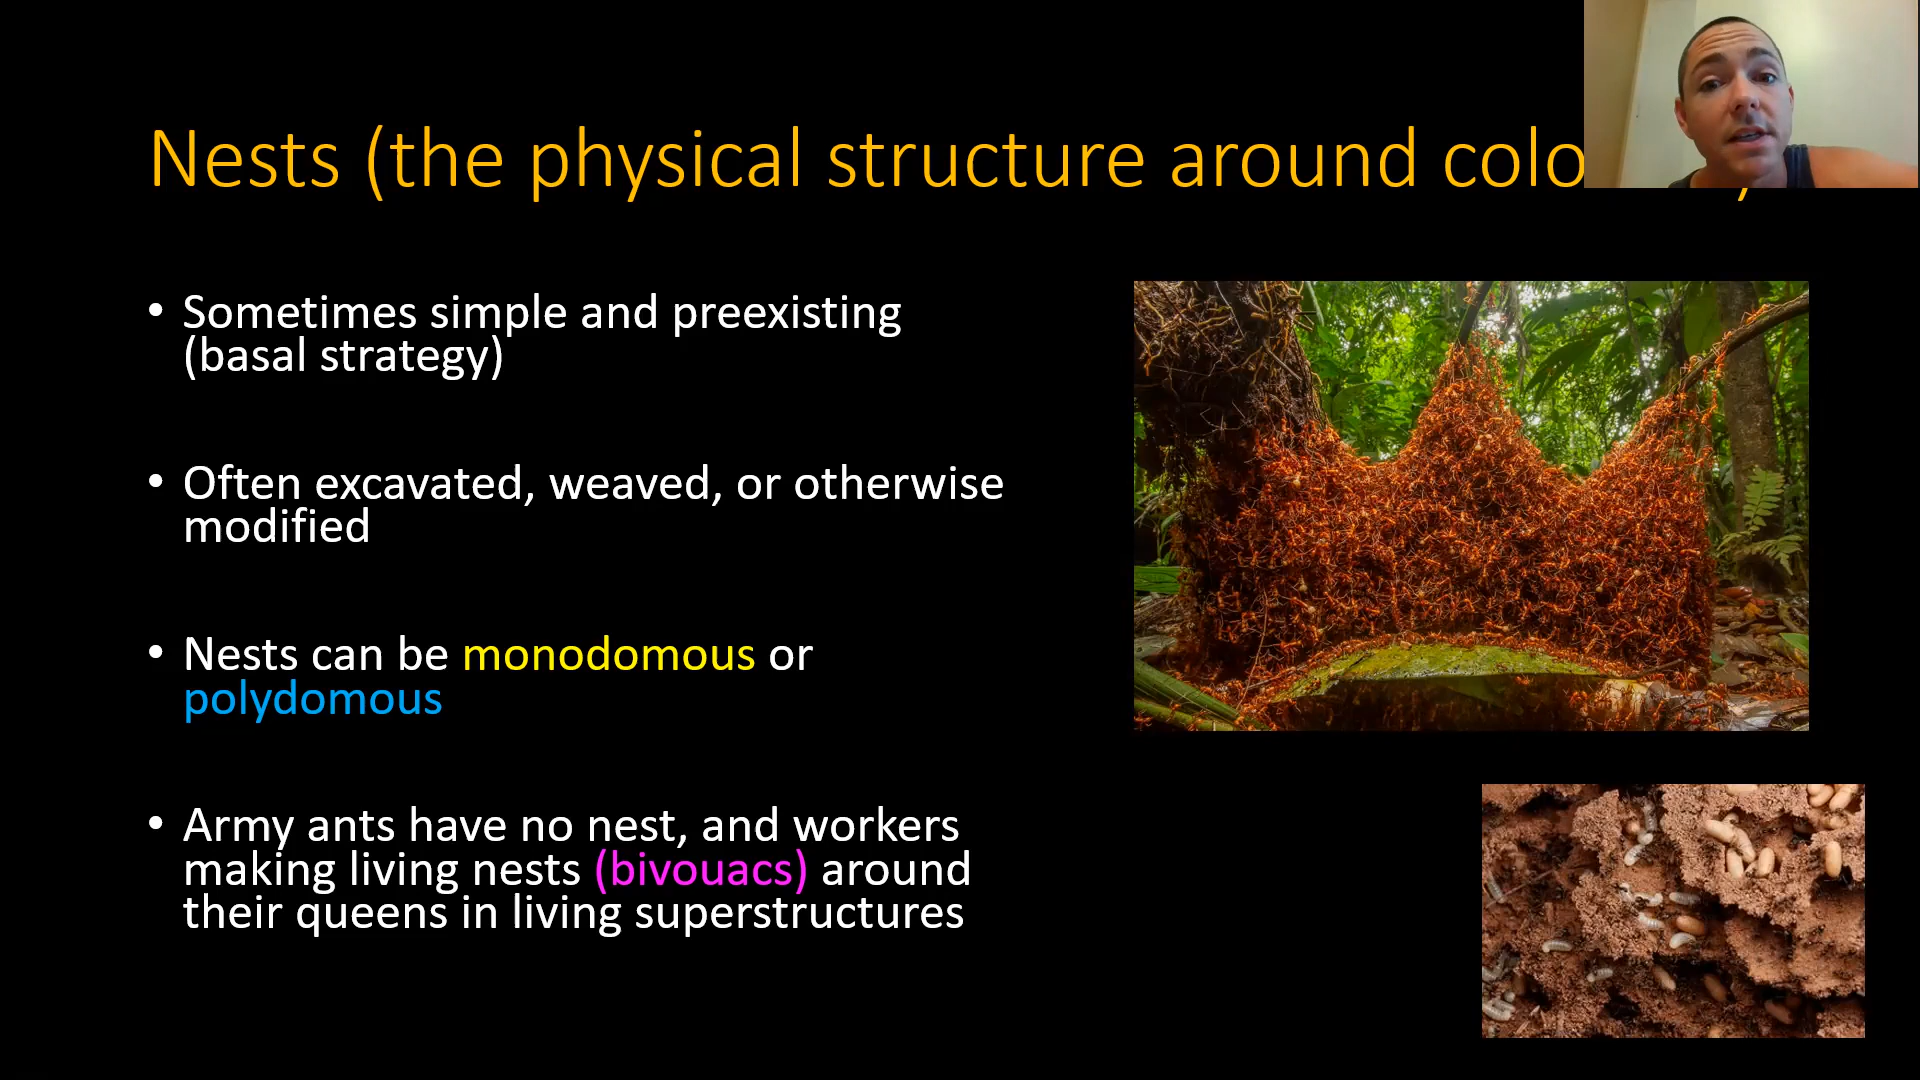 Nests (the physical structure around colo
• Sometimes simple and preexisting
(basal strategy)
• Often excavated, weaved, or otherwise
modified
• Nests can be monodomous or
polydomous
• Army ants have no nest, and workers
making living nests (bivouacs) around
their queens in living superstructures